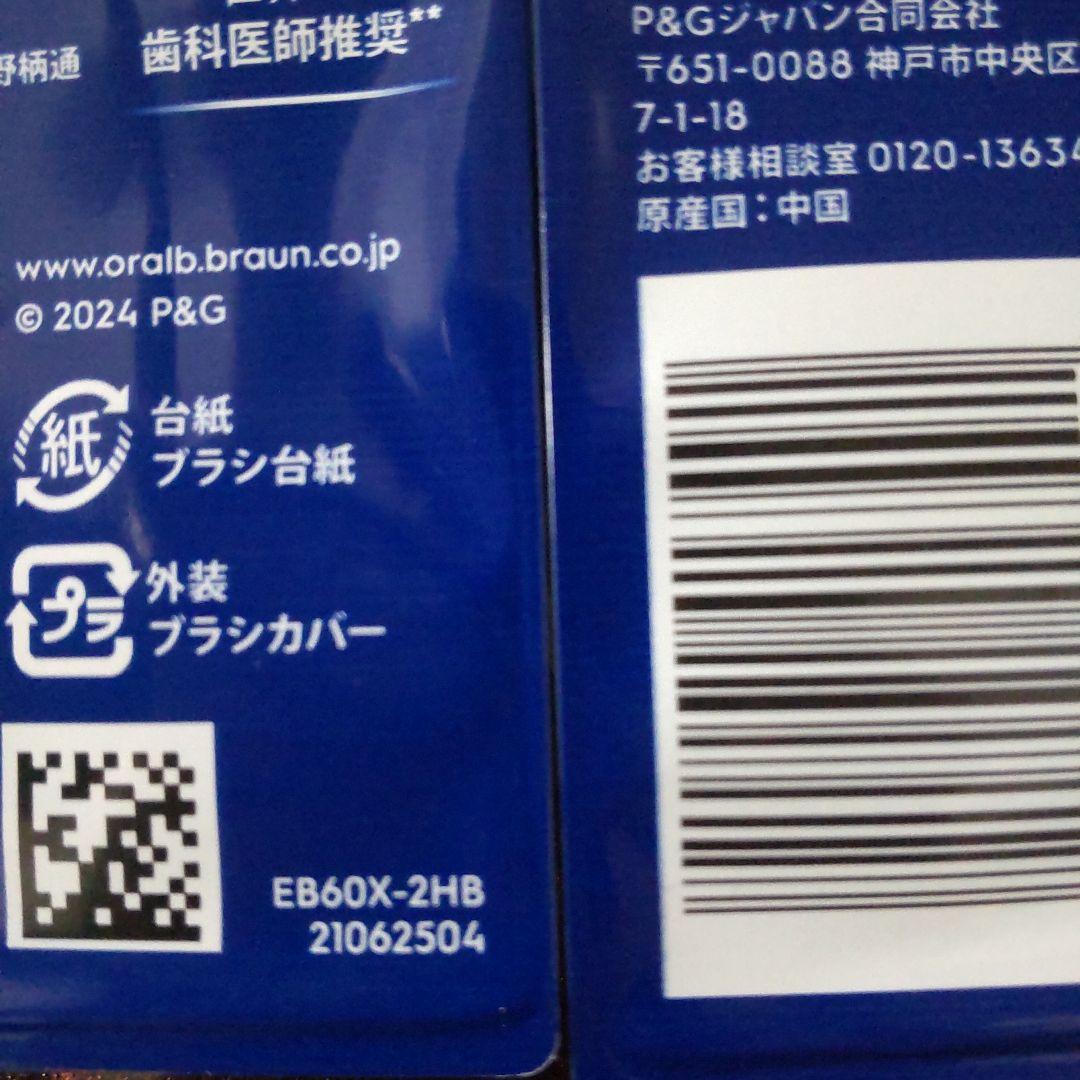 歯科医師推奨**
野柄通
www.oralb.braun.co.jp
© 2024 P&G
紙
台紙
ブラシ台紙
プラ
外装
ブラシカバー
EB60X-2HB
21062504
P&Gジャパン合同会社
〒651-0088 神戸市中央区
7-1-18
お客様相談室 0120-13634
原産国：中国